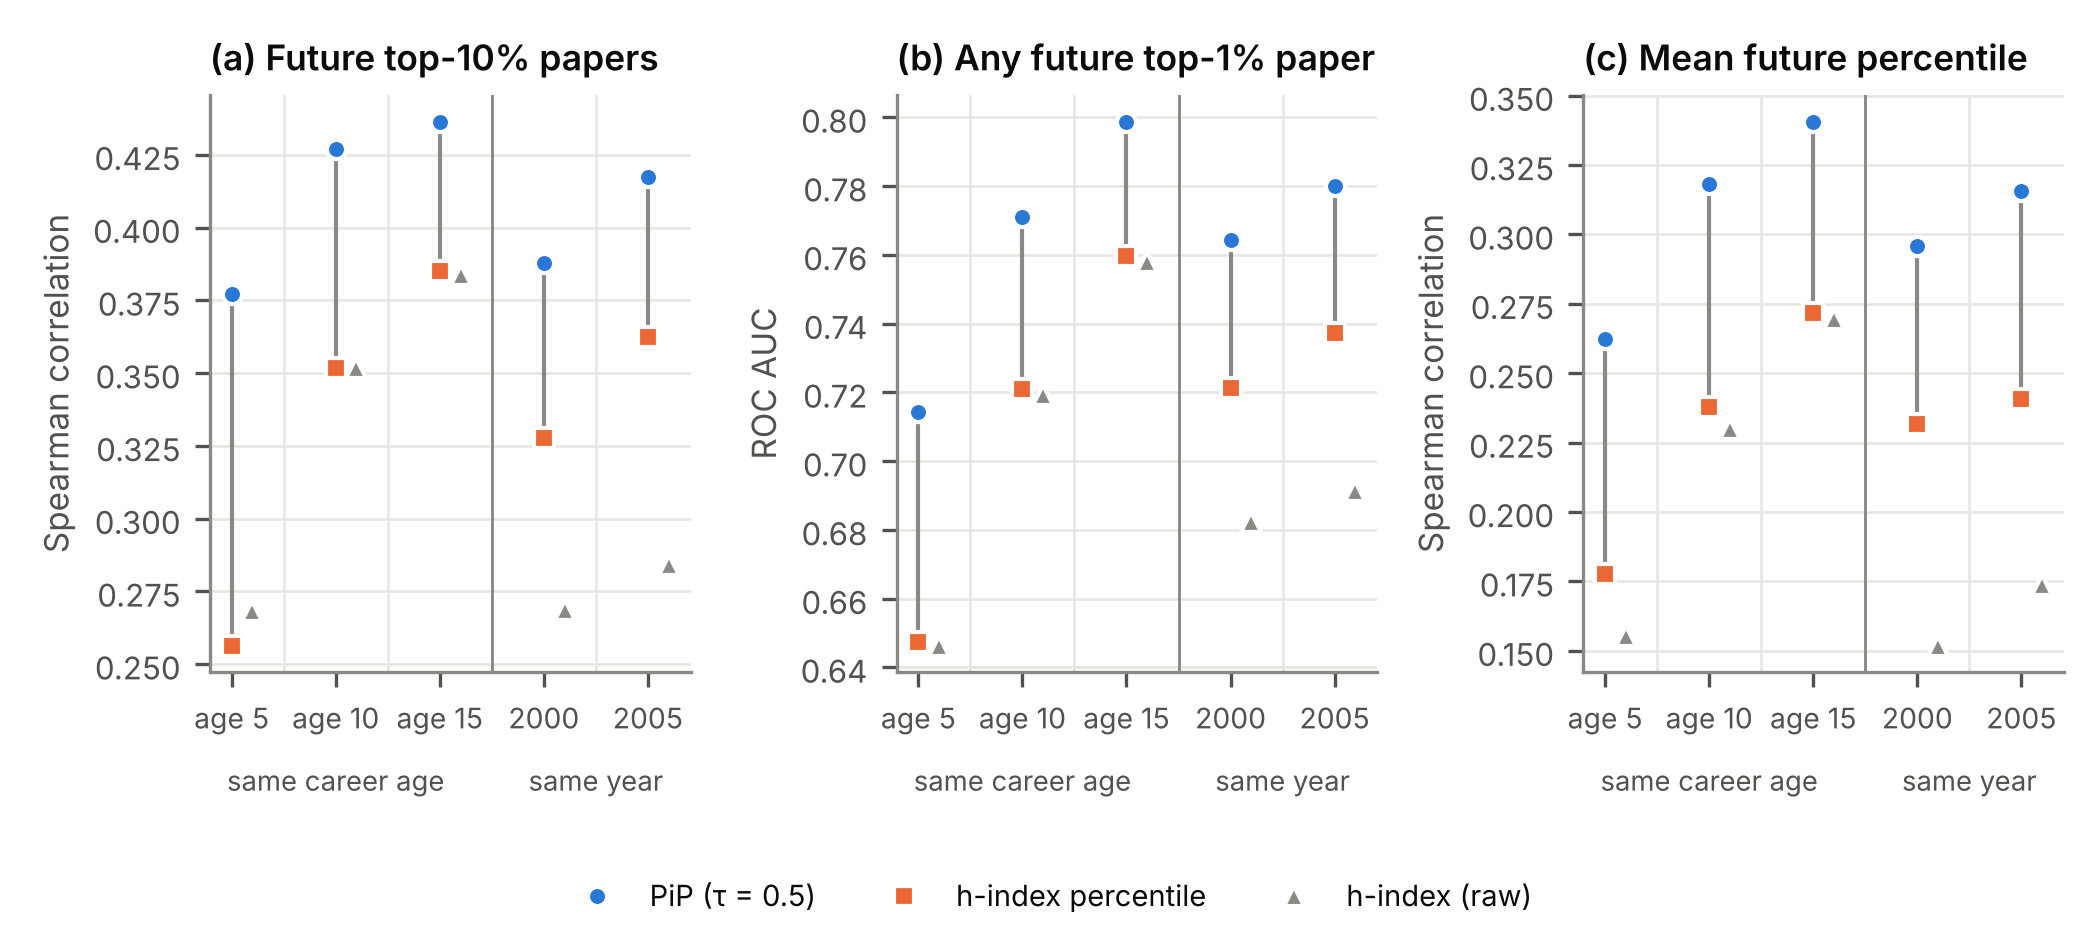 (a) Future top-10% papers
Spearman correlation
0.425
0.400
0.375
0.350
0.325
0.300
0.275
0.250
age 5 age 10 age 15 2000 2005
same career age same year
(b) Any future top-1% paper
ROC AUC
0.80
0.78
0.76
0.74
0.72
0.70
0.68
0.66
0.64
age 5 age 10 age 15 2000 2005
same career age same year
(c) Mean future percentile
Spearman correlation
0.350
0.325
0.300
0.275
0.250
0.225
0.200
0.175
0.150
age 5 age 10 age 15 2000 2005
same career age same year
PiP (τ = 0.5) h-index percentile h-index (raw)